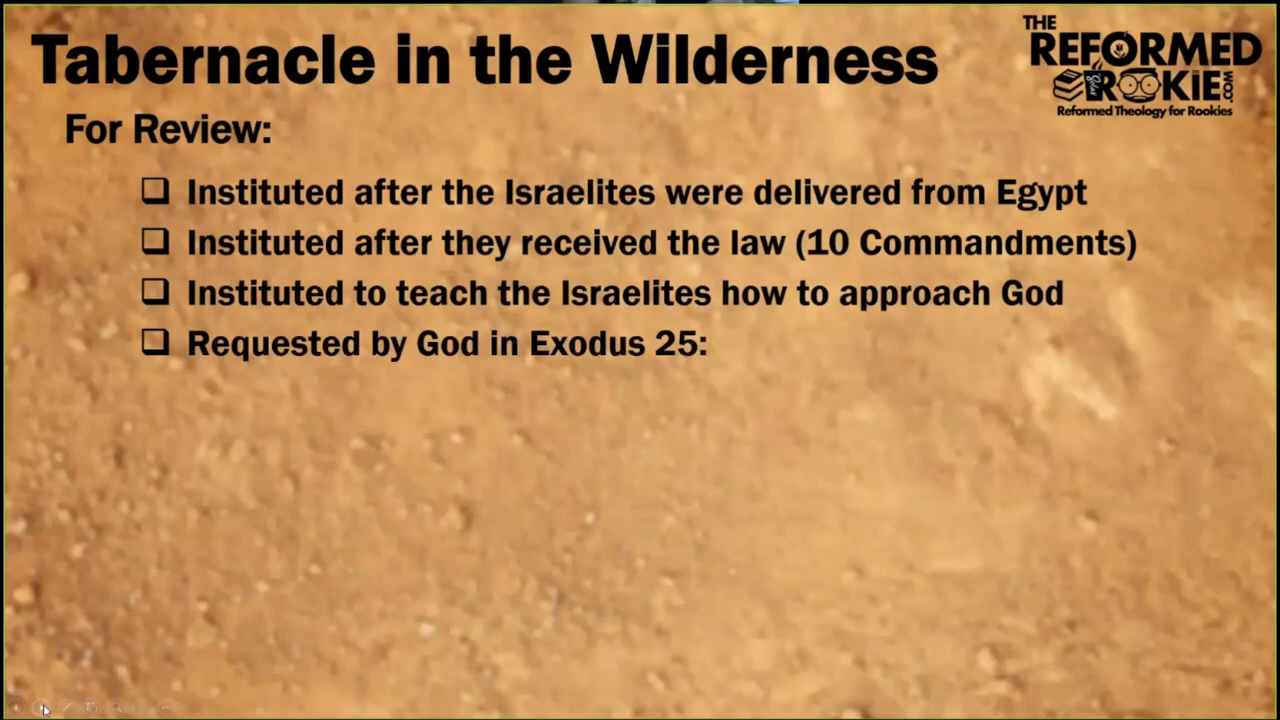 Tabernacle in the Wilderness
THE
REFORMED
ROOKIE
.COM
Reformed Theology for Rookies
For Review:
❑ Instituted after the Israelites were delivered from Egypt
❑ Instituted after they received the law (10 Commandments)
❑ Instituted to teach the Israelites how to approach God
❑ Requested by God in Exodus 25: